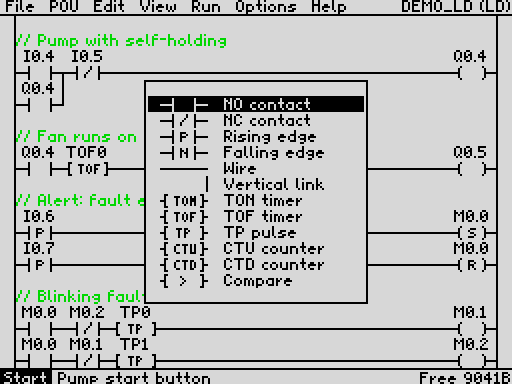 File POU Edit View Run Options Help DEMO_LD (LD)
// Pump with self-holding
I0.4 I0.5 Q0.4
Q0.4
NO contact
NC contact
// Fan runs on
P Rising edge
Q0.4 TOF0 N Falling edge Q0.5
TOF Wire
Vertical link
// Alert: fault e TON TON timer
I0.6 TOF TOF timer M0.0
P TP TP pulse S
I0.7 CTU CTU counter M0.0
P CTD CTD counter R
> Compare
// Blinking faul
M0.0 M0.2 TP0 M0.1
TP
M0.0 M0.1 TP1 M0.2
TP
Start Pump start button Free 9041B